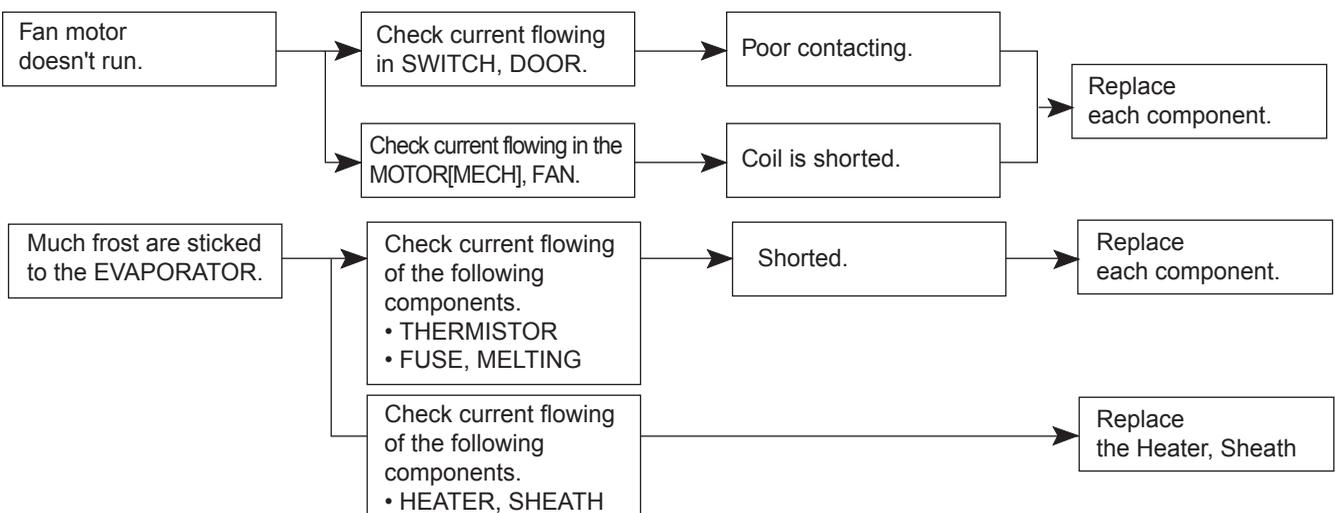 Fan motor
doesn't run.
Check current flowing
in SWITCH, DOOR.
Poor contacting.
Check current flowing in the
MOTOR[MECH], FAN.
Coil is shorted.
Replace
each component.
Much frost are sticked
to the EVAPORATOR.
Check current flowing
of the following
components.
• THERMISTOR
• FUSE, MELTING
Shorted.
Replace
each component.
Check current flowing
of the following
components.
• HEATER, SHEATH
Replace
the Heater, Sheath